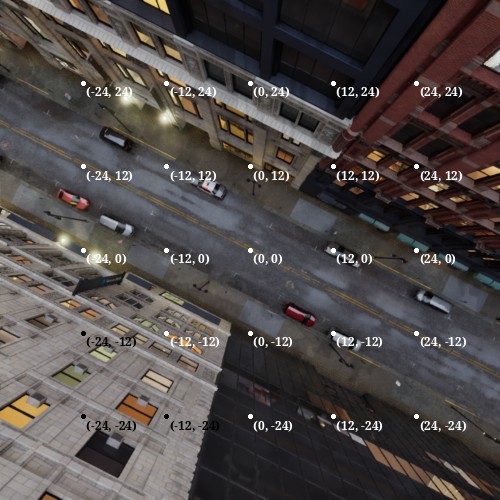 (-24, 24) (-12, 24) (0, 24) (12, 24) (24, 24)
(-24, 12) (-12, 12) (0, 12) (12, 12) (24, 12)
(-24, 0) (-12, 0) (0, 0) (12, 0) (24, 0)
(-24, -12) (-12, -12) (0, -12) (12, -12) (24, -12)
(-24, -24) (-12, -24) (0, -24) (12, -24) (24, -24)